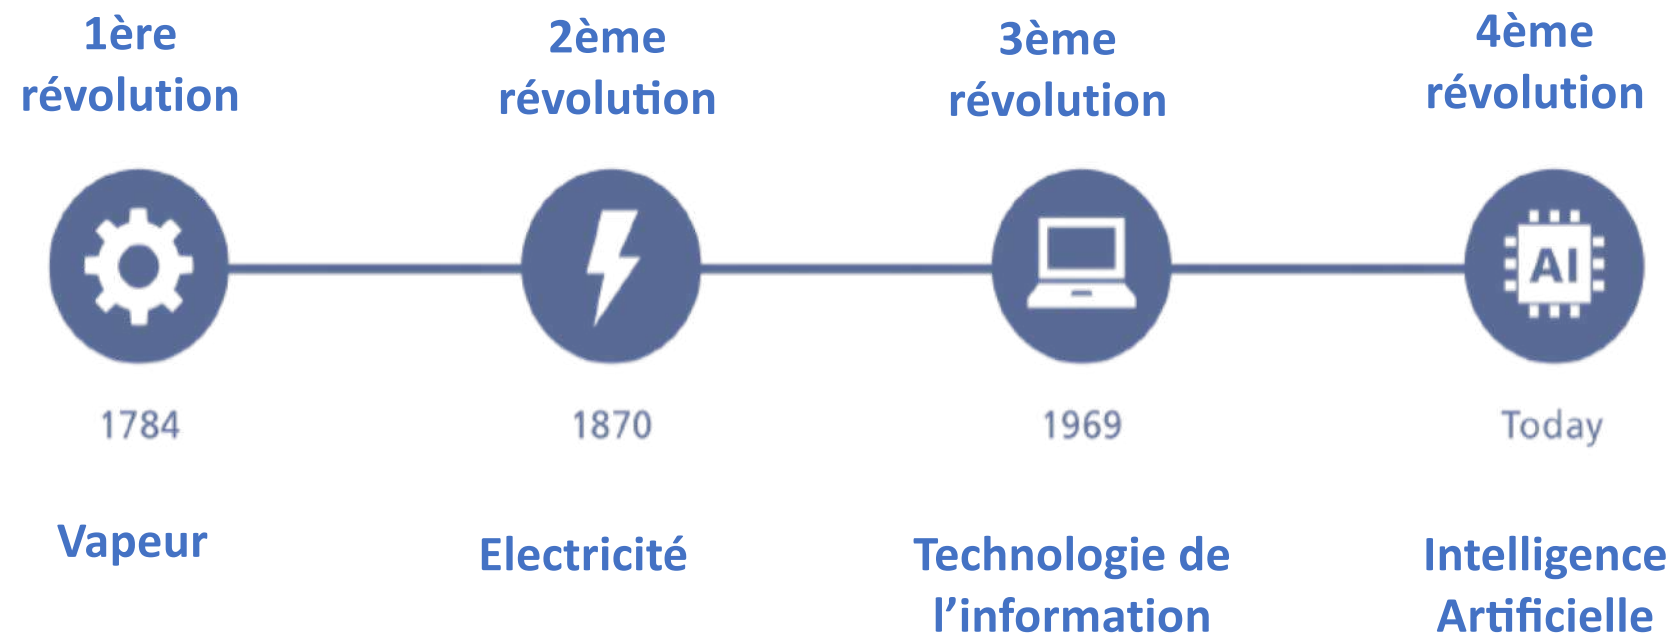 1ère
révolution
2ème
révolution
3ème
révolution
4ème
révolution
AI
1784
1870
1969
Today
Vapeur
Electricité
Technologie de
l’information
Intelligence
Artificielle